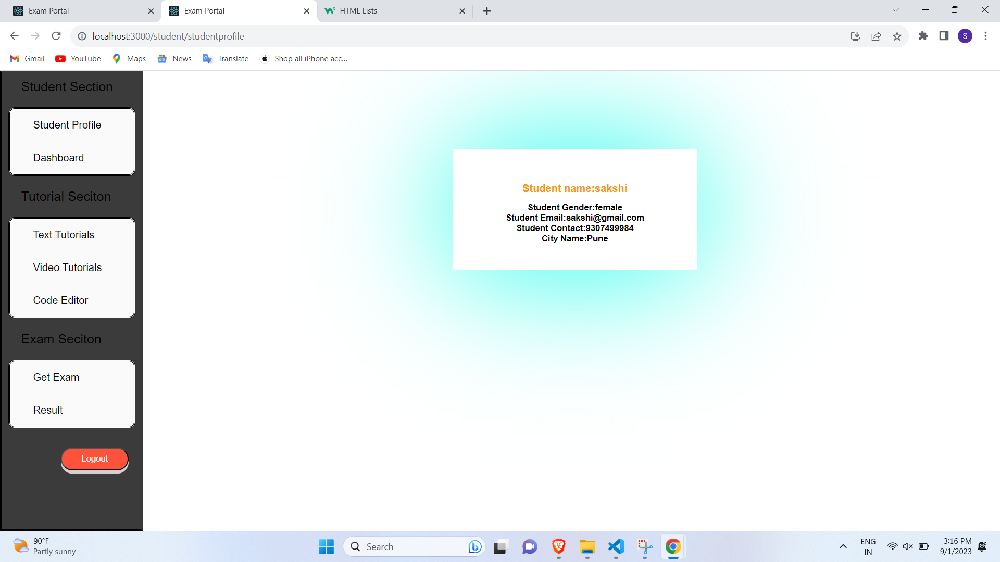 Exam Portal
Exam Portal
HTML Lists
localhost:3000/student/studentprofile
S
Gmail
YouTube
Maps
News
Translate
Shop all iPhone acc...
Student Section
Student Profile
Dashboard
Tutorial Seciton
Text Tutorials
Video Tutorials
Code Editor
Exam Seciton
Get Exam
Result
Logout
Student name:sakshi
Student Gender:female
Student Email:sakshi@gmail.com
Student Contact:9307499984
City Name:Pune
90°F
Partly sunny
Search
ENG
IN
3:16 PM
9/1/2023